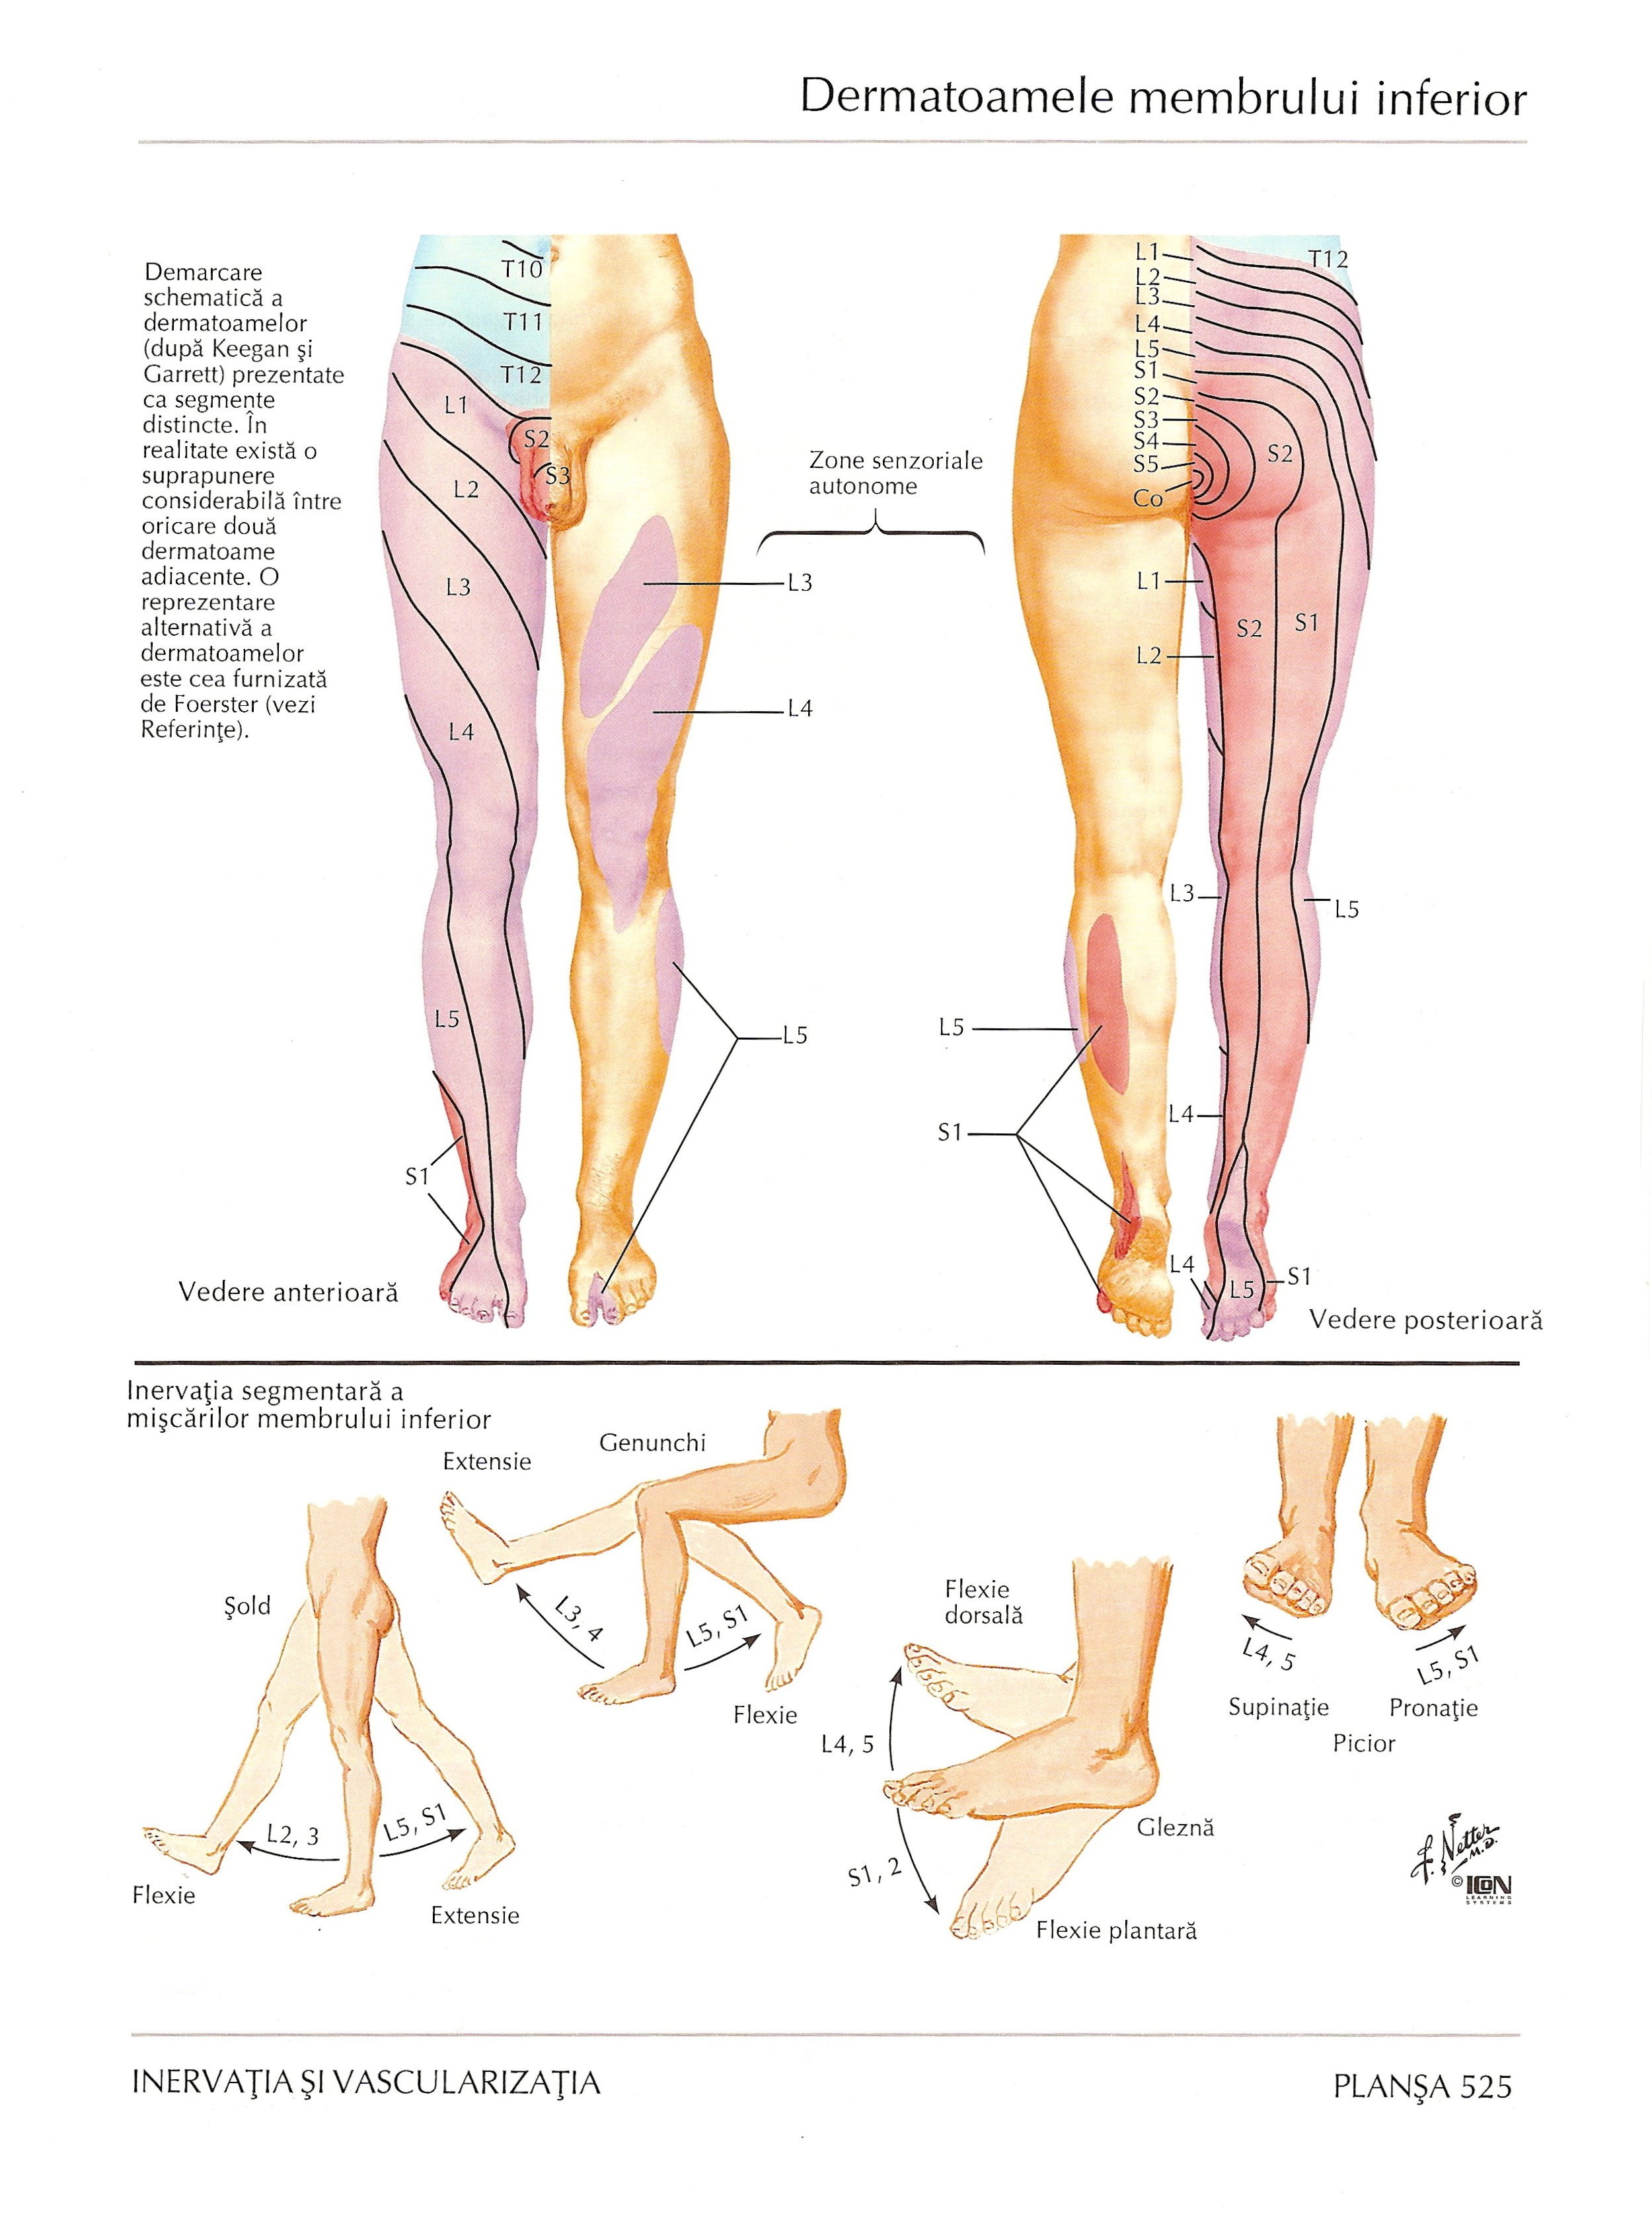 Dermatoamele membrului inferior
Demarcare
schematică a
dermatoamelor
(după Keegan şi
Garrett) prezentate
ca segmente
distincte. În
realitate există o
suprapunere
considerabilă între
oricare două
dermatoame
adiacente. O
reprezentare
alternativă a
dermatoamelor
este cea furnizată
de Foerster (vezi
Referinţe).
T10
T11
T12
L1
S2
S3
L2
L3
L4
L5
S1
Vedere anterioară
Zone senzoriale
autonome
L3
L4
L5
L5
S1
L1
L2
L3
L4
L5
S1
S2
S3
S4
S5
Co
T12
S2
L1
S2
S1
L2
L3
L5
L4
L4
L5
S1
Vedere posterioară
Inervaţia segmentară a
mişcărilor membrului inferior
Şold
L2, 3
L5, S1
Flexie
Extensie
Extensie
Genunchi
L3, 4
L5, S1
Flexie
Flexie
dorsală
L4, 5
S1, 2
Gleznă
Flexie plantară
L4, 5
L5, S1
Supinaţie
Pronaţie
Picior
F. Netter
M.D.
© ICON
LEARNING
SYSTEMS
INERVAŢIA ŞI VASCULARIZAŢIA
PLANŞA 525